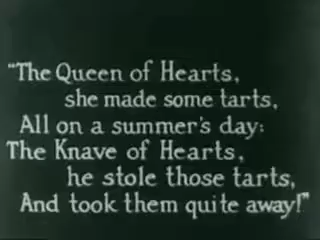 "The Queen of Hearts,
she made some tarts,
All on a summer's day:
The Knave of Hearts,
he stole those tarts,
And took them quite away!"